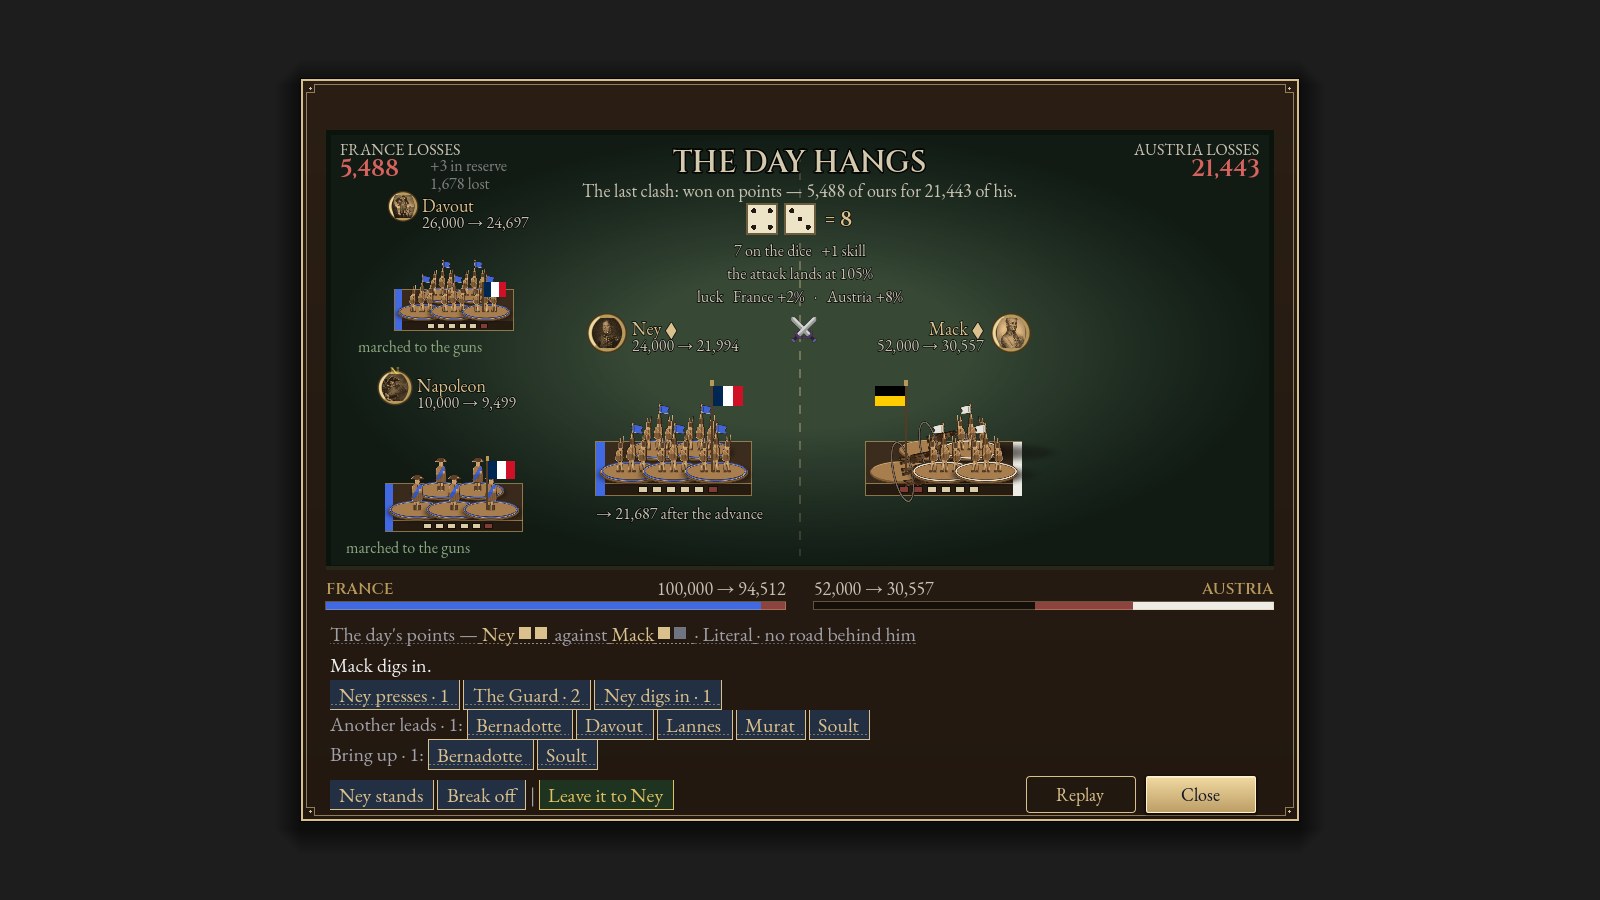 FRANCE LOSSES
5,488
+3 in reserve
1,678 lost
THE DAY HANGS
AUSTRIA LOSSES
21,443
The last clash: won on points — 5,488 of ours for 21,443 of his.
= 8
7 on the dice +1 skill
the attack lands at 105%
luck France +2% · Austria +8%
Davout
26,000 → 24,697
marched to the guns
N
Napoleon
10,000 → 9,499
marched to the guns
Ney
24,000 → 21,994
→ 21,687 after the advance
Mack
52,000 → 30,557
FRANCE 100,000 → 94,512 52,000 → 30,557 AUSTRIA
The day's points — Ney against Mack · Literal · no road behind him
Mack digs in.
Ney presses · 1 The Guard · 2 Ney digs in · 1
Another leads · 1: Bernadotte Davout Lannes Murat Soult
Bring up · 1: Bernadotte Soult
Ney stands Break off | Leave it to Ney Replay Close